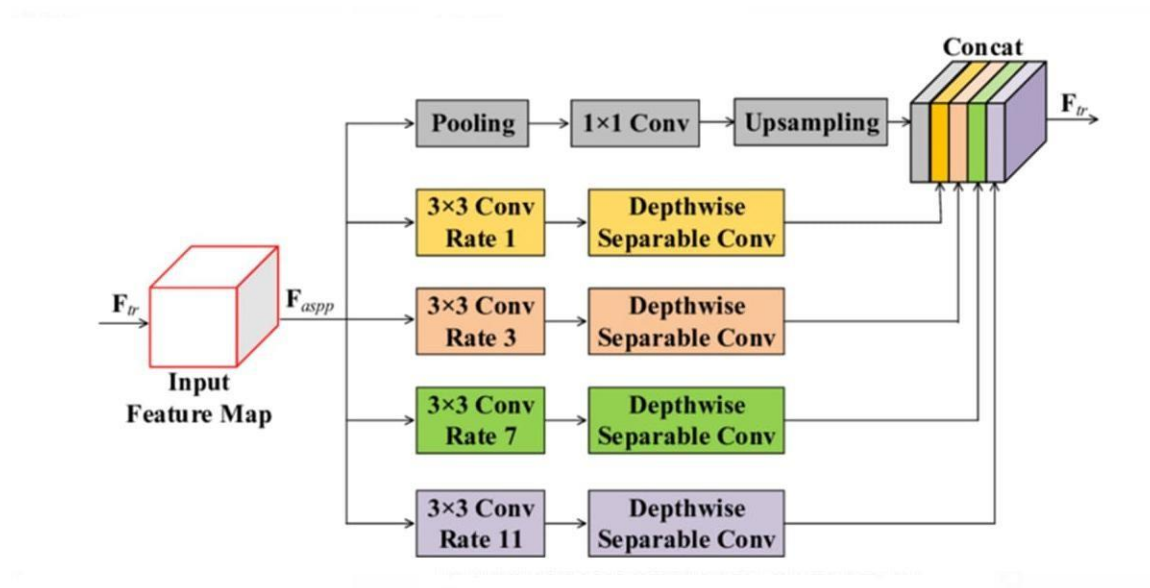 Concat
Pooling
1×1 Conv
Upsampling
F_tr
3×3 Conv
Rate 1
Depthwise
Separable Conv
F_tr
F_aspp
Input
Feature Map
3×3 Conv
Rate 3
Depthwise
Separable Conv
3×3 Conv
Rate 7
Depthwise
Separable Conv
3×3 Conv
Rate 11
Depthwise
Separable Conv